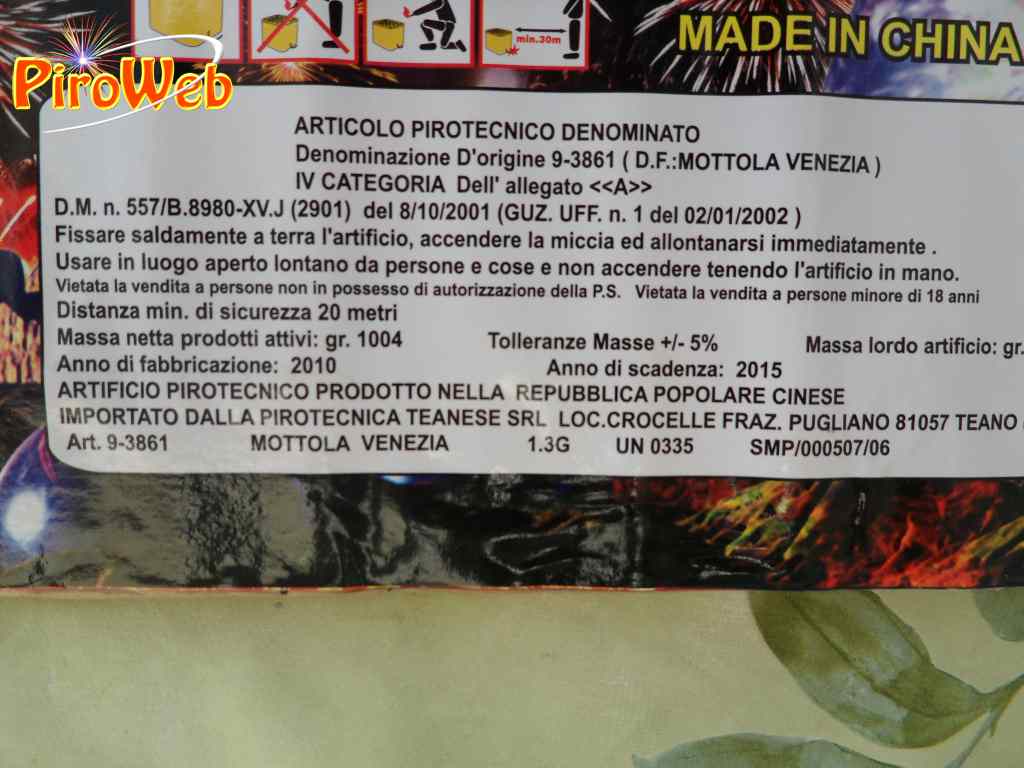 PiroWeb
min.30m
MADE IN CHINA
ARTICOLO PIROTECNICO DENOMINATO
Denominazione D'origine 9-3861 ( D.F.:MOTTOLA VENEZIA )
IV CATEGORIA Dell' allegato <<A>>
D.M. n. 557/B.8980-XV.J (2901) del 8/10/2001 (GUZ. UFF. n. 1 del 02/01/2002 )
Fissare saldamente a terra l'artificio, accendere la miccia ed allontanarsi immediatamente .
Usare in luogo aperto lontano da persone e cose e non accendere tenendo l'artificio in mano.
Vietata la vendita a persone non in possesso di autorizzazione della P.S. Vietata la vendita a persone minore di 18 anni
Distanza min. di sicurezza 20 metri
Massa netta prodotti attivi: gr. 1004 Tolleranze Masse +/- 5% Massa lordo artificio: gr.
Anno di fabbricazione: 2010 Anno di scadenza: 2015
ARTIFICIO PIROTECNICO PRODOTTO NELLA REPUBBLICA POPOLARE CINESE
IMPORTATO DALLA PIROTECNICA TEANESE SRL LOC.CROCELLE FRAZ. PUGLIANO 81057 TEANO
Art. 9-3861 MOTTOLA VENEZIA 1.3G UN 0335 SMP/000507/06